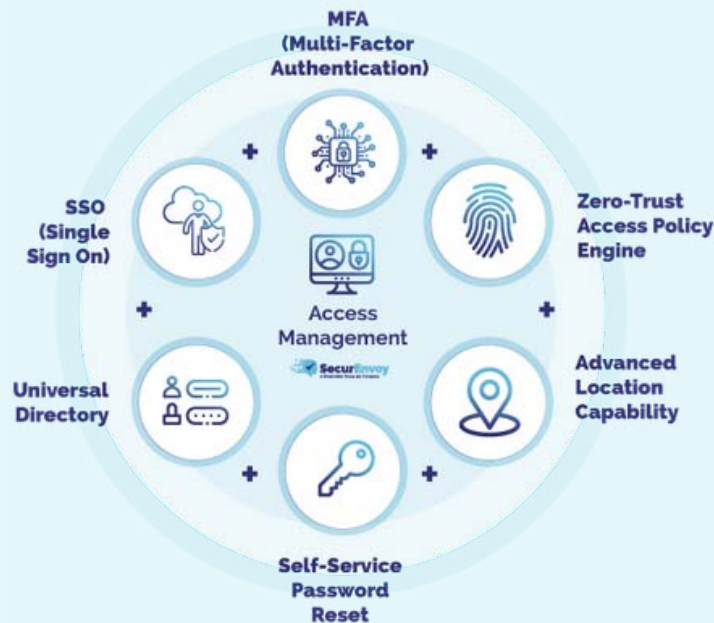 MFA
(Multi-Factor
Authentication)
SSO
(Single
Sign On)
Zero-Trust
Access Policy
Engine
Access
Management
SecurEnvoy
Universal
Directory
Advanced
Location
Capability
Self-Service
Password
Reset